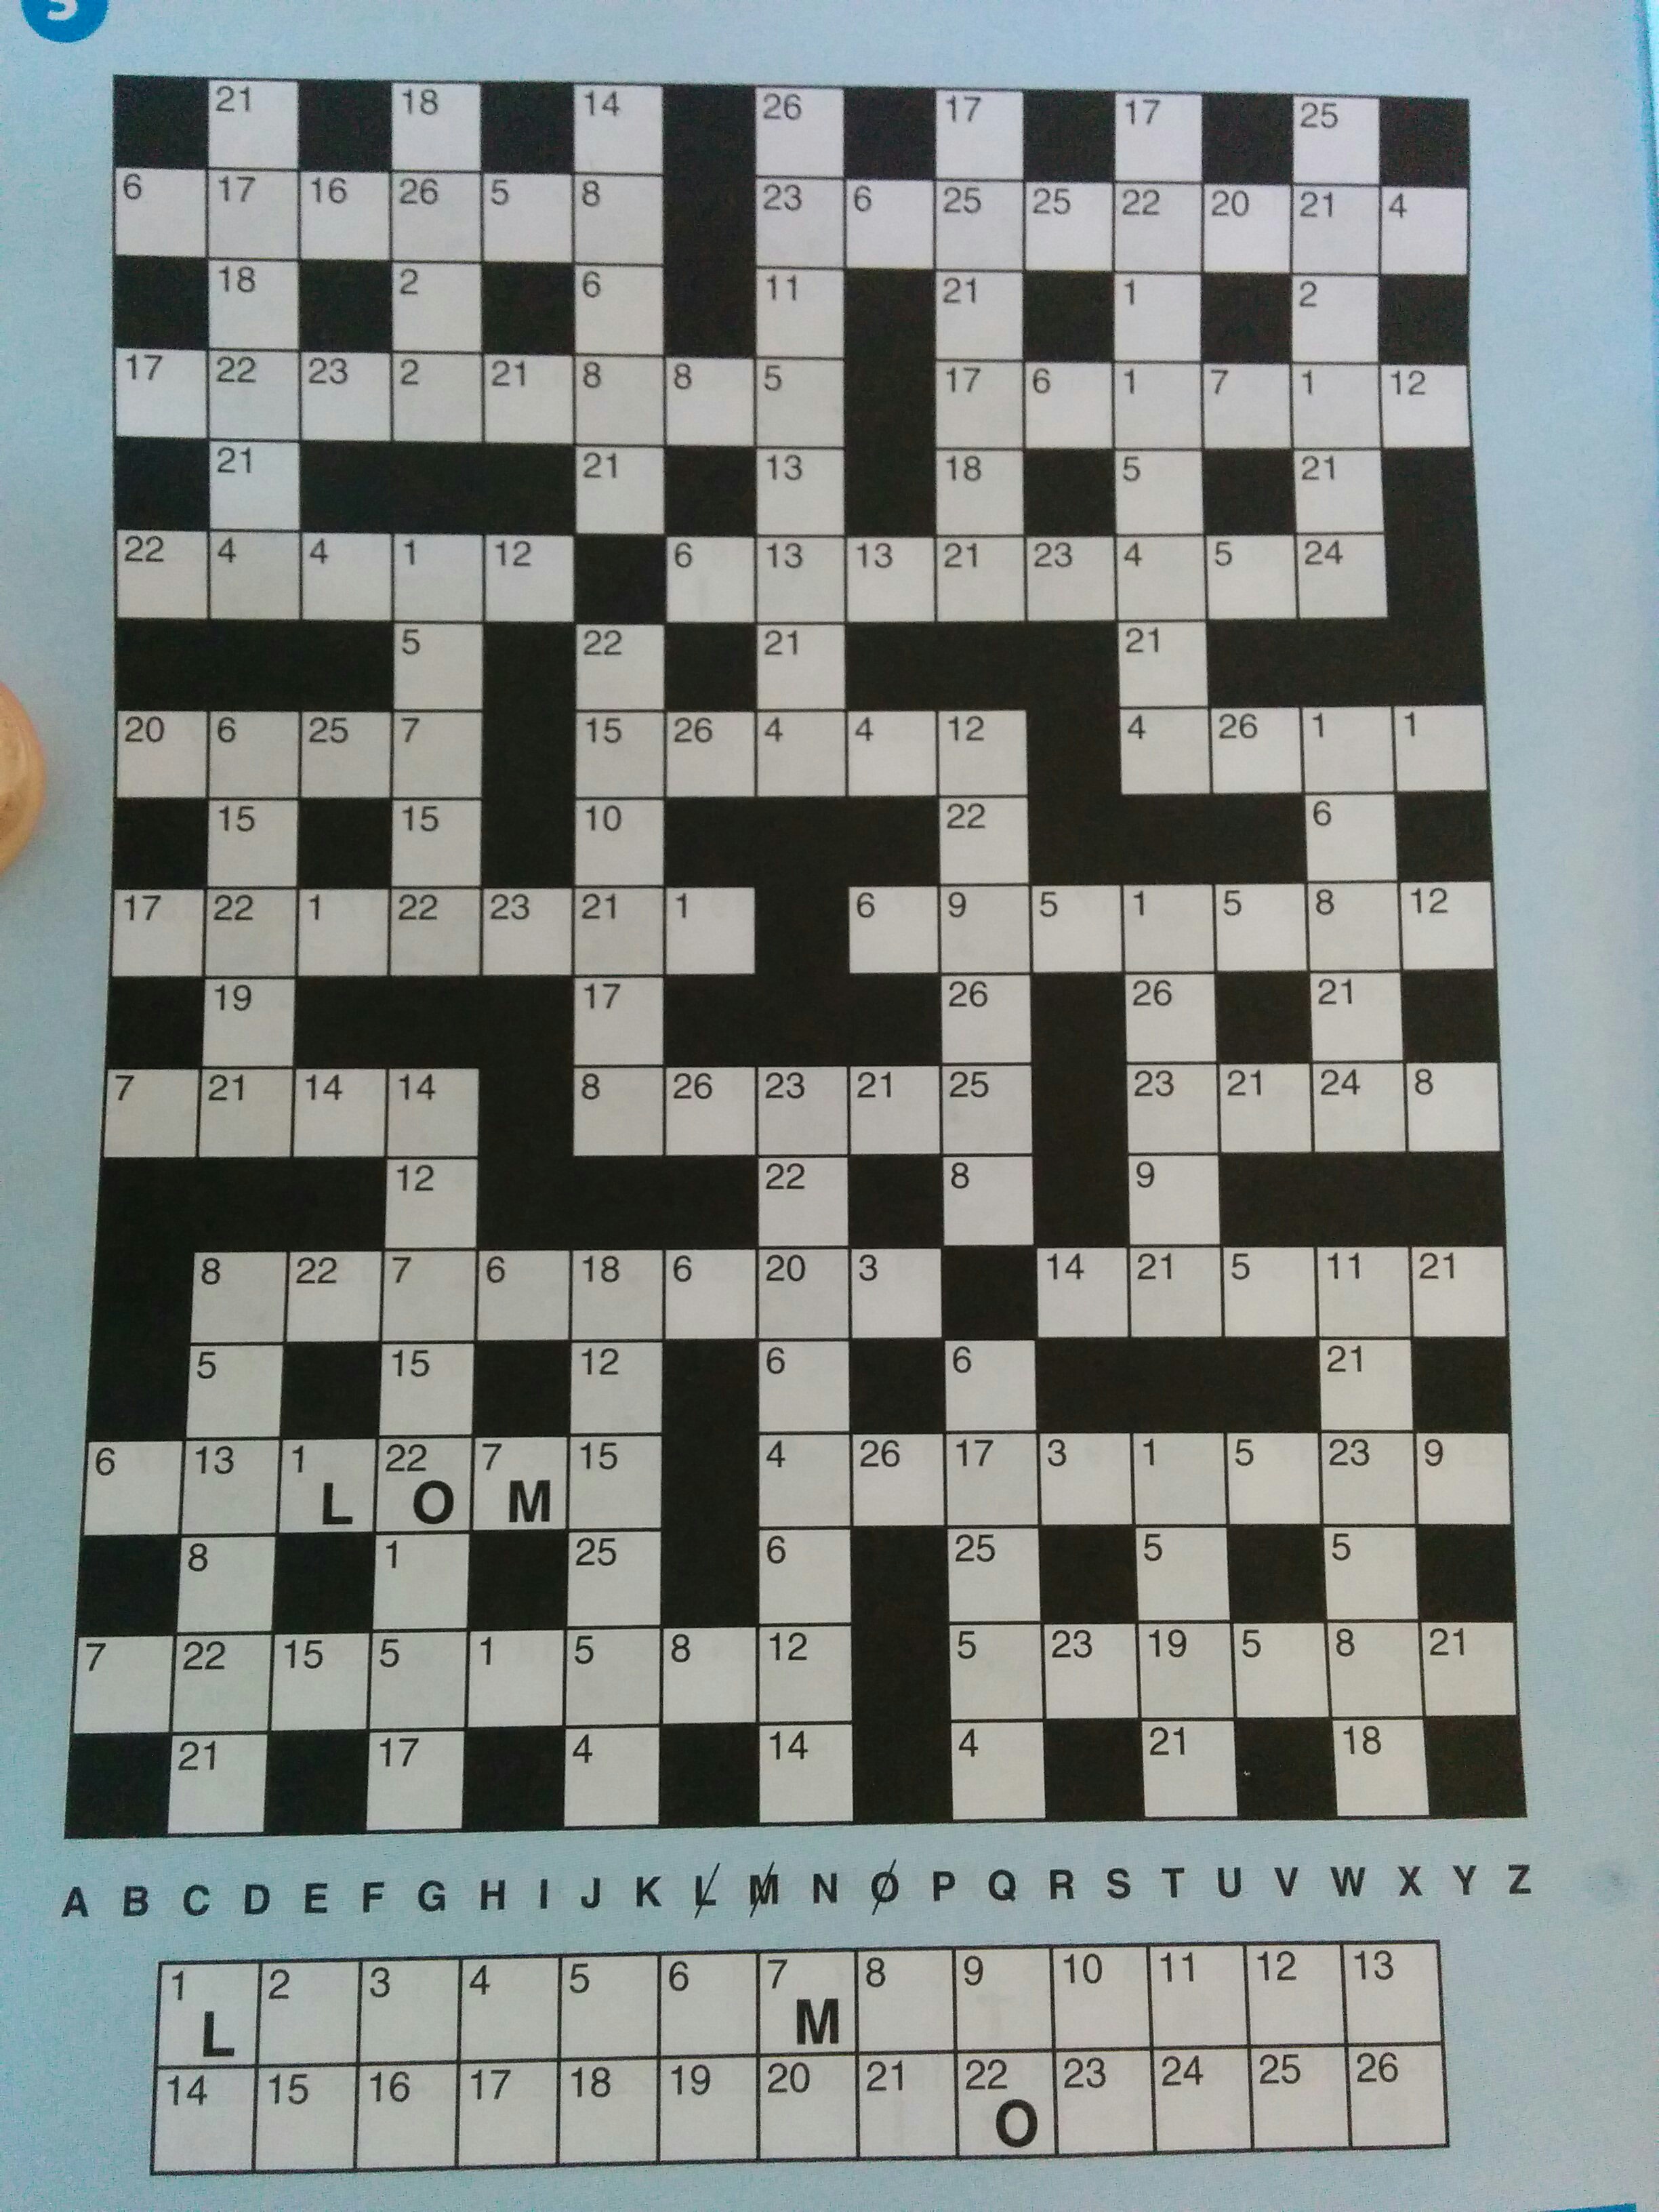 21 18 14 26 17 17 25
6 17 16 26 5 8 23 6 25 25 22 20 21 4
18 2 6 11 21 1 2
17 22 23 2 21 8 8 5 17 6 1 7 1 12
21 21 13 18 5 21
22 4 4 1 12 6 13 13 21 23 4 5 24
5 22 21 21
20 6 25 7 15 26 4 4 12 4 26 1 1
15 15 10 22 6
17 22 1 22 23 21 1 6 9 5 1 5 8 12
19 17 26 26 21
7 21 14 14 8 26 23 21 25 23 21 24 8
12 22 8 9
8 22 7 6 18 6 20 3 14 21 5 11 21
5 15 12 6 6 21
6 13 1 22 7 15 4 26 17 3 1 5 23 9
L O M
8 1 25 6 25 5 5
7 22 15 5 1 5 8 12 5 23 19 5 8 21
21 17 4 14 4 21 18
A B C D E F G H I J K L M N O P Q R S T U V W X Y Z
1 2 3 4 5 6 7 8 9 10 11 12 13
L M
14 15 16 17 18 19 20 21 22 23 24 25 26
O